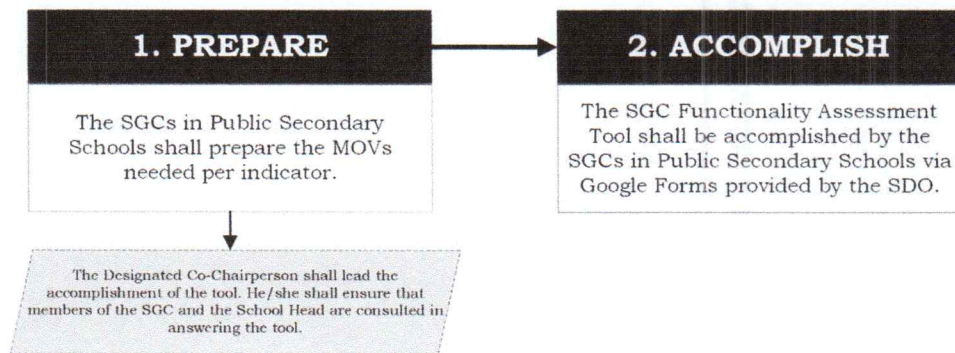 1. PREPARE
The SGCs in Public Secondary
Schools shall prepare the MOVs
needed per indicator.
The Designated Co-Chairperson shall lead the
accomplishment of the tool. He/she shall ensure that
members of the SGC and the School Head are consulted in
answering the tool.
2. ACCOMPLISH
The SGC Functionality Assessment
Tool shall be accomplished by the
SGCs in Public Secondary Schools via
Google Forms provided by the SDO.